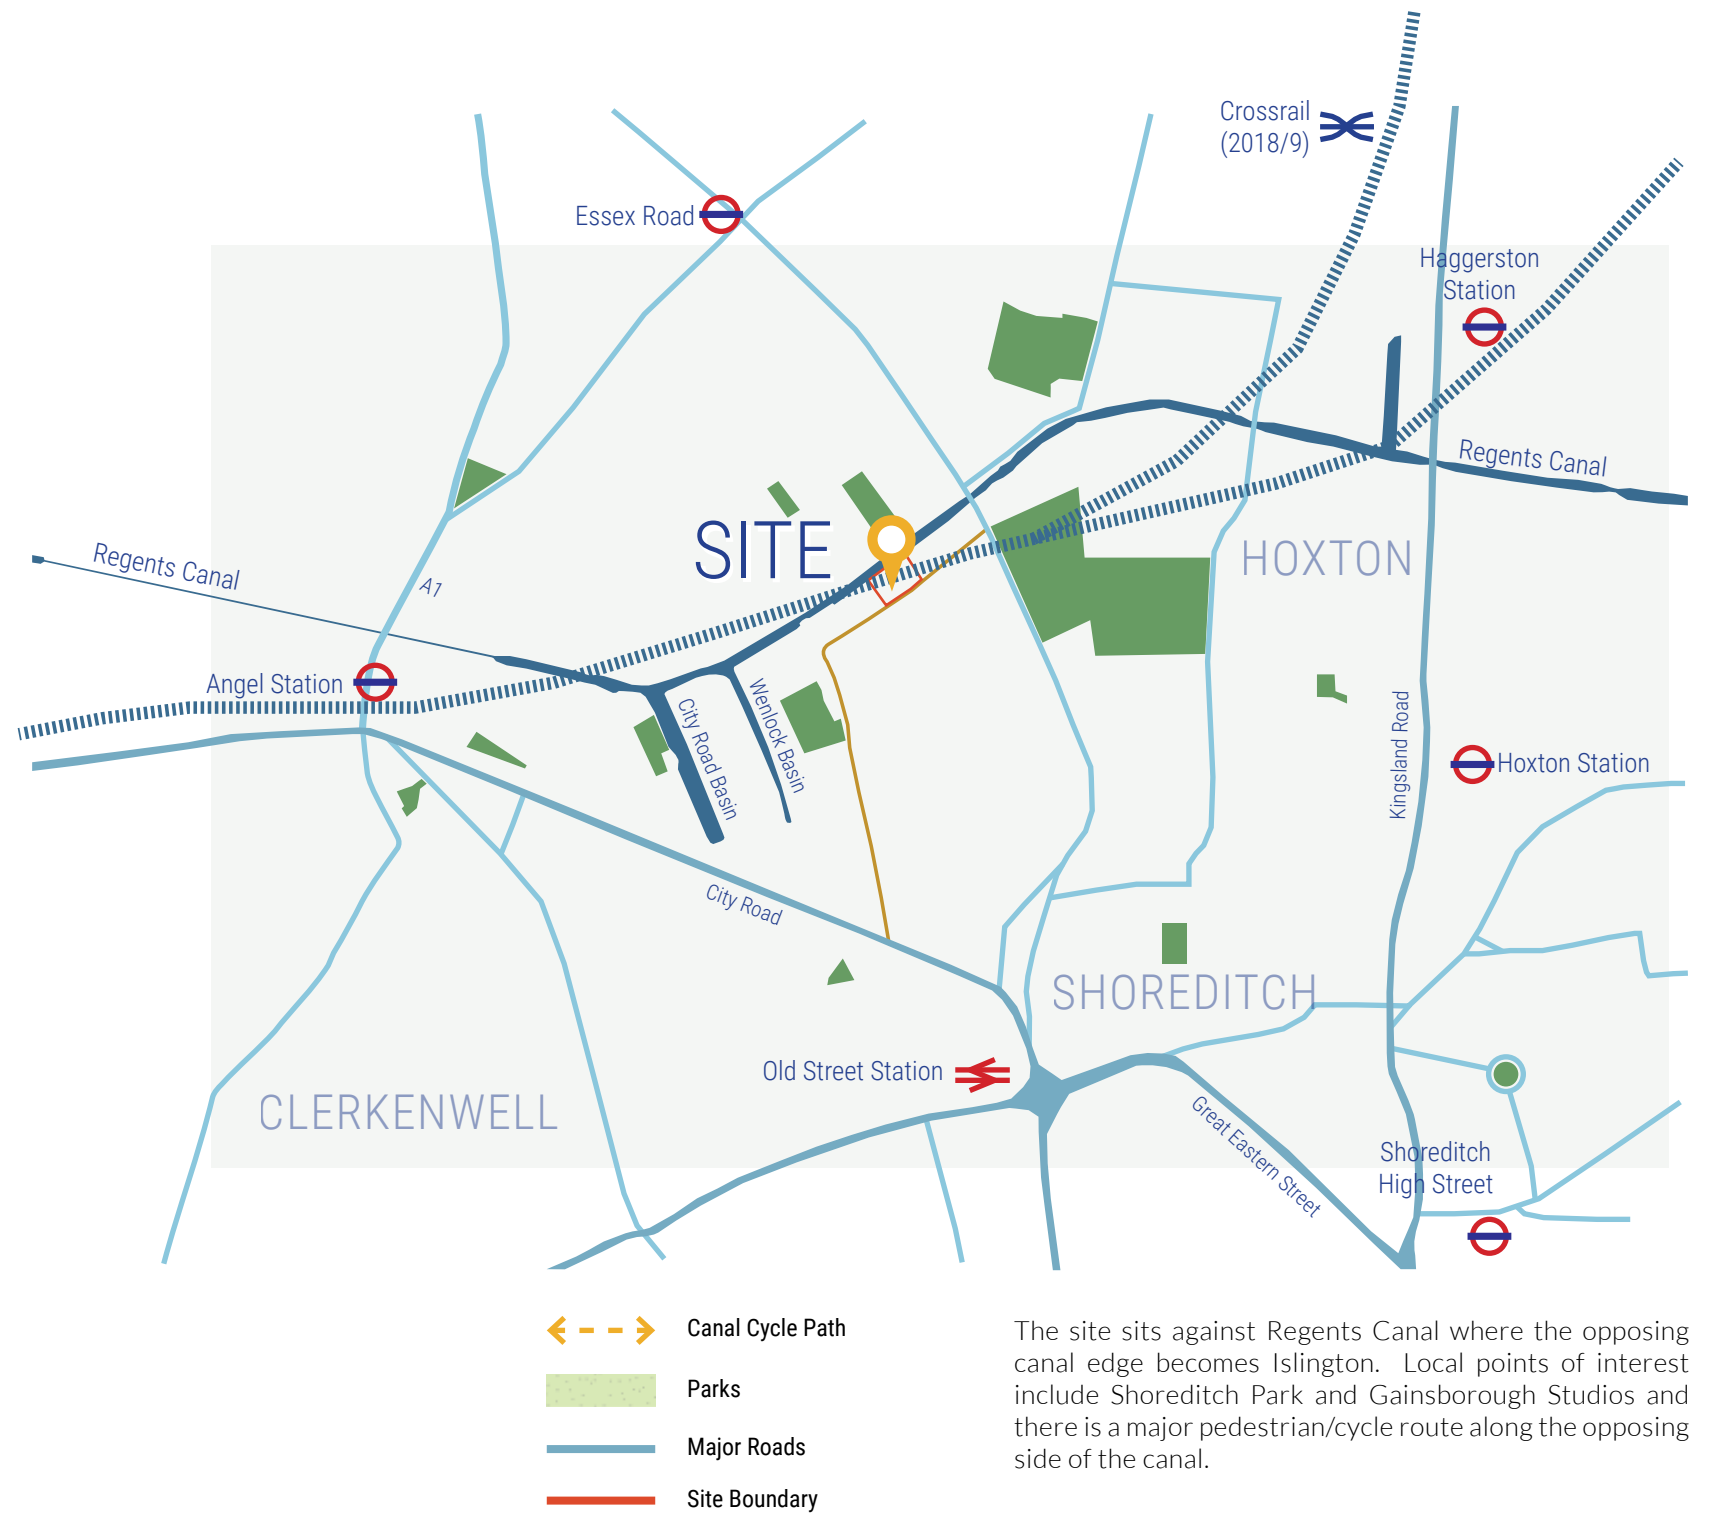 Crossrail
(2018/9)
Essex Road
Haggerston
Station
Regents Canal
SITE
HOXTON
Regents Canal
A1
Angel Station
City Road Basin
Wenlock Basin
Kingsland Road
Hoxton Station
City Road
SHOREDITCH
Old Street Station
CLERKENWELL
Great Eastern Street
Shoreditch
High Street
Canal Cycle Path
Parks
Major Roads
Site Boundary
The site sits against Regents Canal where the opposing
canal edge becomes Islington. Local points of interest
include Shoreditch Park and Gainsborough Studios and
there is a major pedestrian/cycle route along the opposing
side of the canal.